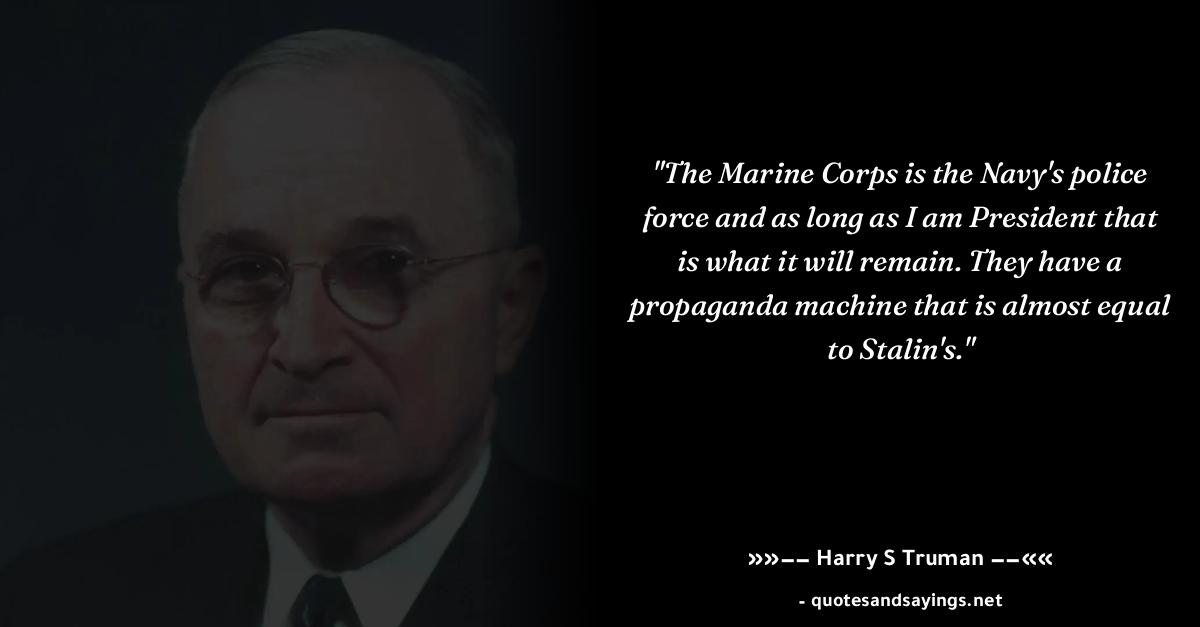 "The Marine Corps is the Navy's police
force and as long as I am President that
is what it will remain. They have a
propaganda machine that is almost equal
to Stalin's."
»»–– Harry S Truman ––««
- quotesandsayings.net